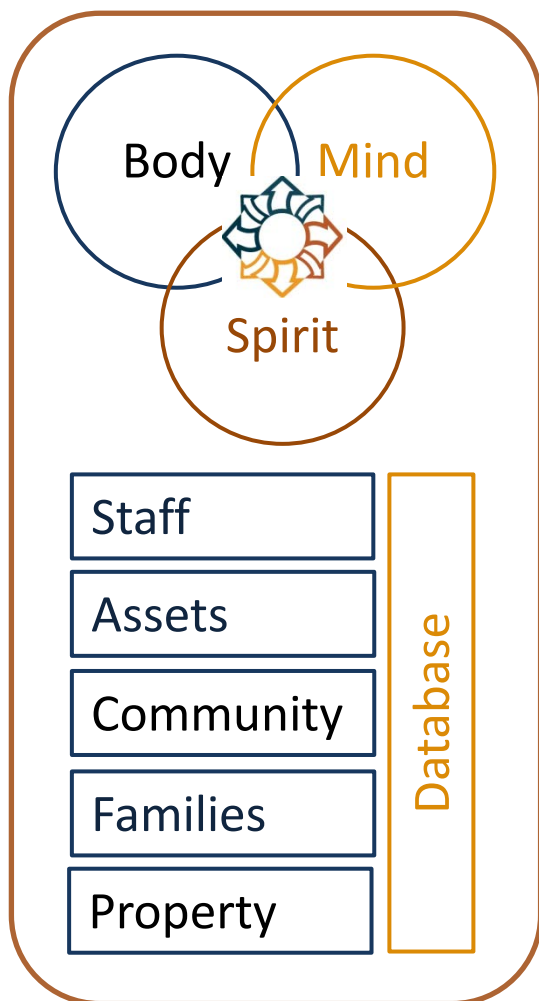 Body
Mind
Spirit
Staff
Assets
Community
Families
Property
Database